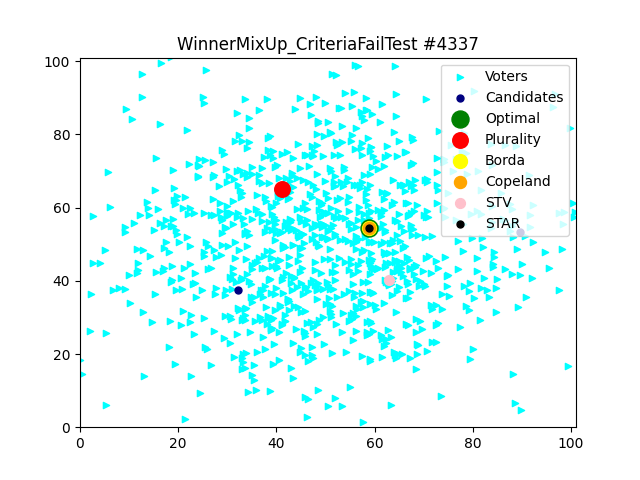 WinnerMixUp_CriteriaFailTest #4337
100
80
60
40
20
0
0
20
40
60
80
100
Voters
Candidates
Optimal
Plurality
Borda
Copeland
STV
STAR